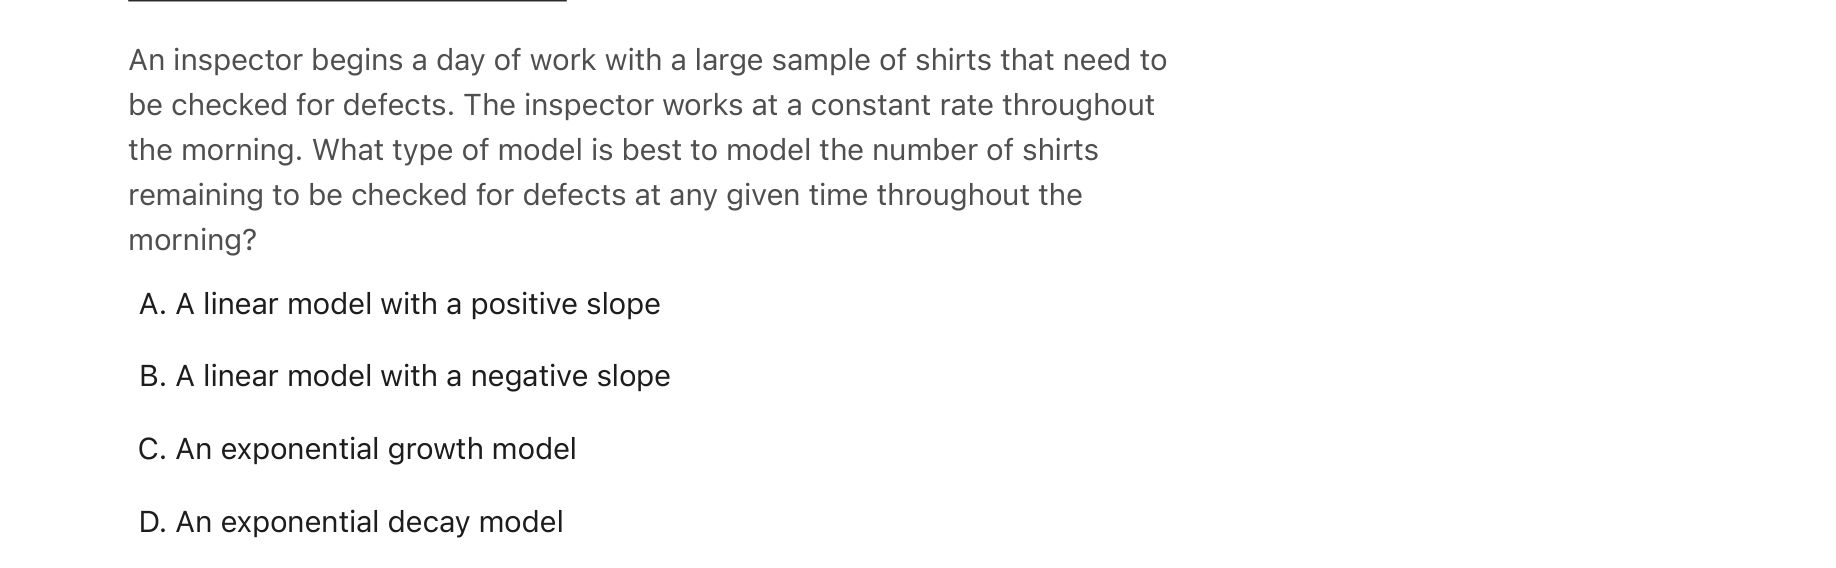 An inspector begins a day of work with a large sample of shirts that need to
be checked for defects. The inspector works at a constant rate throughout
the morning. What type of model is best to model the number of shirts
remaining to be checked for defects at any given time throughout the
morning?
A. A linear model with a positive slope
B. A linear model with a negative slope
C. An exponential growth model
D. An exponential decay model